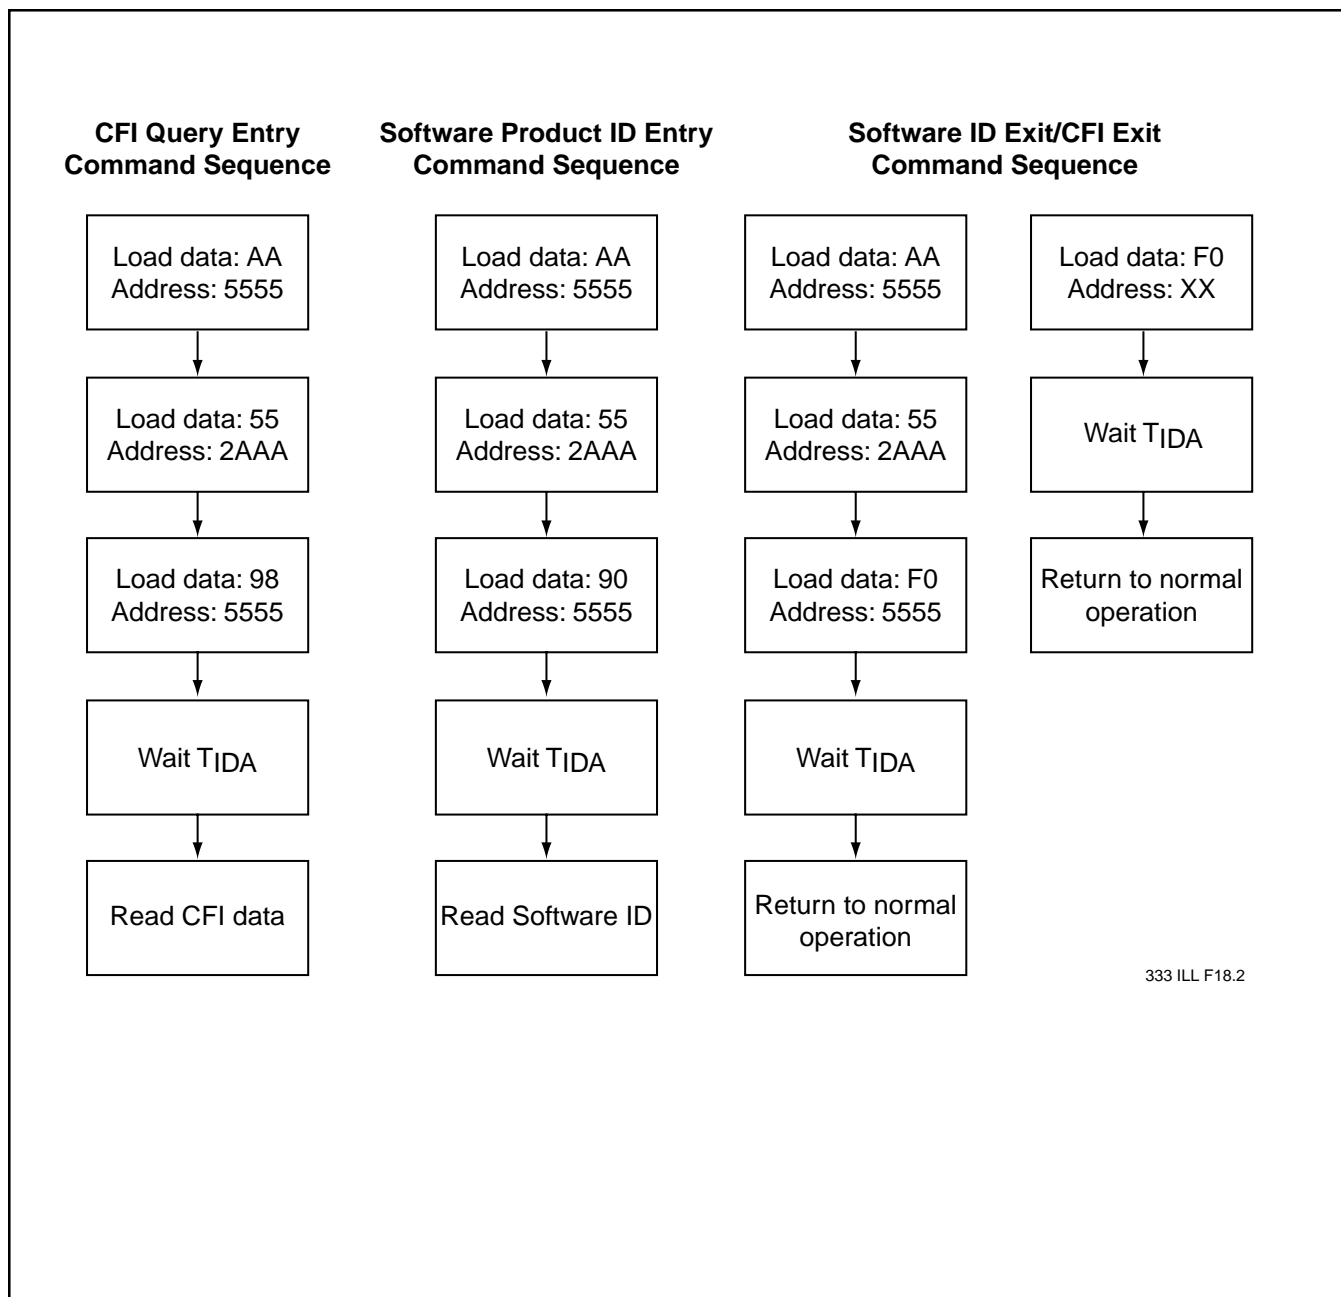 CFI Query Entry
Command Sequence
Load data: AA
Address: 5555
Load data: 55
Address: 2AAA
Load data: 98
Address: 5555
Wait TIDA
Read CFI data
Software Product ID Entry
Command Sequence
Load data: AA
Address: 5555
Load data: 55
Address: 2AAA
Load data: 90
Address: 5555
Wait TIDA
Read Software ID
Software ID Exit/CFI Exit
Command Sequence
Load data: AA
Address: 5555
Load data: 55
Address: 2AAA
Load data: F0
Address: 5555
Wait TIDA
Return to normal
operation
Load data: F0
Address: XX
Wait TIDA
Return to normal
operation
333 ILL F18.2